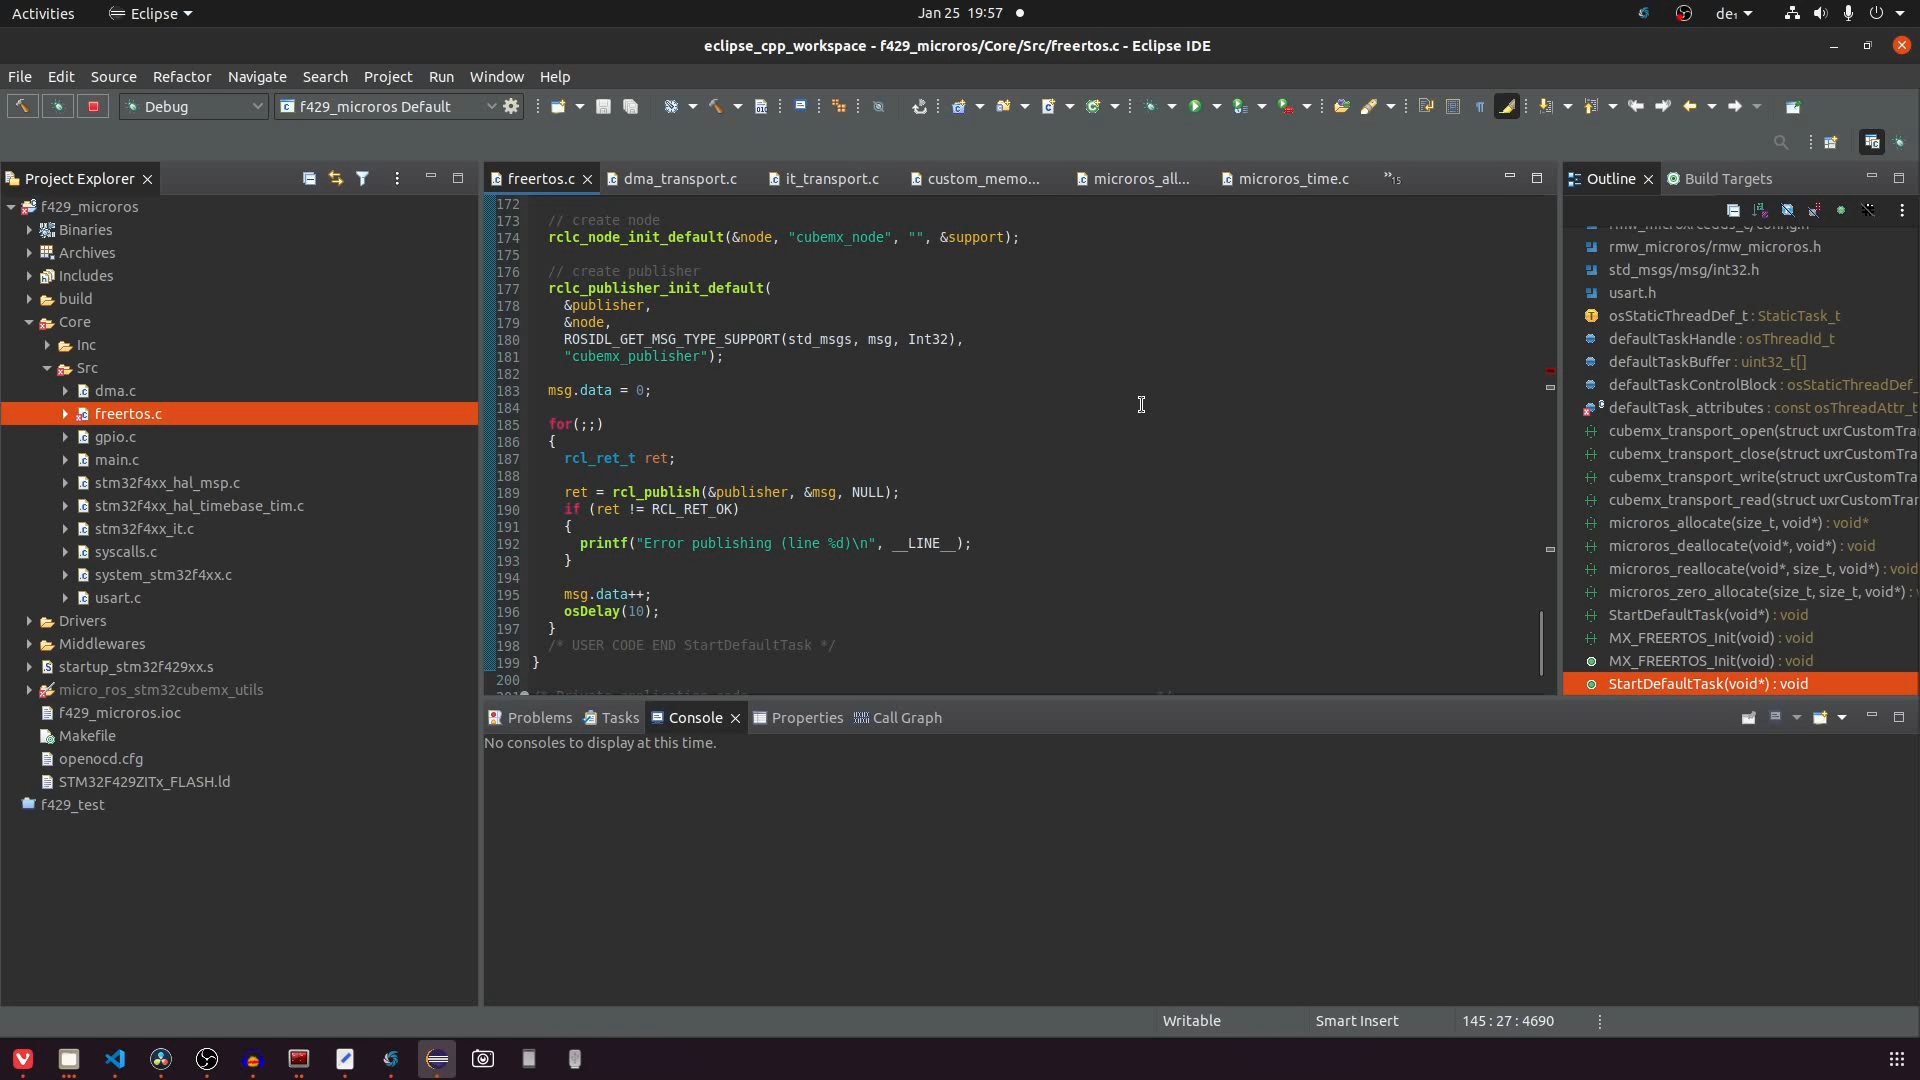 Activities Eclipse Jan 25 19:57 de₁
eclipse_cpp_workspace - f429_microros/Core/Src/freertos.c - Eclipse IDE
File Edit Source Refactor Navigate Search Project Run Window Help
Debug f429_microros Default
Project Explorer
f429_microros
Binaries
Archives
Includes
build
Core
Inc
Src
dma.c
freertos.c
gpio.c
main.c
stm32f4xx_hal_msp.c
stm32f4xx_hal_timebase_tim.c
stm32f4xx_it.c
syscalls.c
system_stm32f4xx.c
usart.c
Drivers
Middlewares
startup_stm32f429xx.s
micro_ros_stm32cubemx_utils
f429_microros.ioc
Makefile
openocd.cfg
STM32F429ZITx_FLASH.ld
f429_test
freertos.c dma_transport.c it_transport.c custom_memo... microros_all... microros_time.c »15
172
173 // create node
174 rclc_node_init_default(&node, "cubemx_node", "", &support);
175
176 // create publisher
177 rclc_publisher_init_default(
178 &publisher,
179 &node,
180 ROSIDL_GET_MSG_TYPE_SUPPORT(std_msgs, msg, Int32),
181 "cubemx_publisher");
182
183 msg.data = 0;
184
185 for(;;)
186 {
187 rcl_ret_t ret;
188
189 ret = rcl_publish(&publisher, &msg, NULL);
190 if (ret != RCL_RET_OK)
191 {
192 printf("Error publishing (line %d)\n", __LINE__);
193 }
194
195 msg.data++;
196 osDelay(10);
197 }
198 /* USER CODE END StartDefaultTask */
199 }
200
Outline Build Targets
rmw_microros/rmw_microros.h
std_msgs/msg/int32.h
usart.h
osStaticThreadDef_t : StaticTask_t
defaultTaskHandle : osThreadId_t
defaultTaskBuffer : uint32_t[]
defaultTaskControlBlock : osStaticThreadDef_
defaultTask_attributes : const osThreadAttr_t
cubemx_transport_open(struct uxrCustomTra
cubemx_transport_close(struct uxrCustomTra
cubemx_transport_write(struct uxrCustomTra
cubemx_transport_read(struct uxrCustomTrar
microros_allocate(size_t, void*) : void*
microros_deallocate(void*, void*) : void
microros_reallocate(void*, size_t, void*) : void
microros_zero_allocate(size_t, size_t, void*) :
StartDefaultTask(void*) : void
MX_FREERTOS_Init(void) : void
MX_FREERTOS_Init(void) : void
StartDefaultTask(void*) : void
Problems Tasks Console Properties Call Graph
No consoles to display at this time.
Writable Smart Insert 145 : 27 : 4690